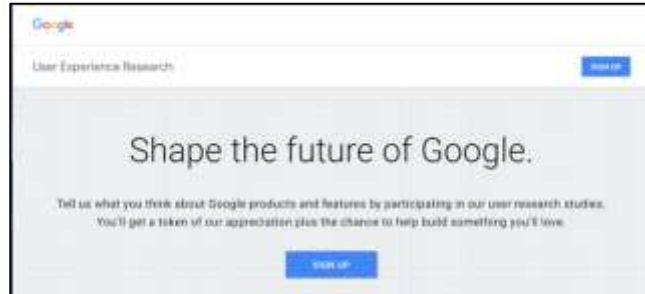 Google
User Experience Research
SIGN UP
Shape the future of Google.
Tell us what you think about Google products and features by participating in our user research studies.
You'll get a token of our appreciation plus the chance to help build something you'll love.
SIGN UP